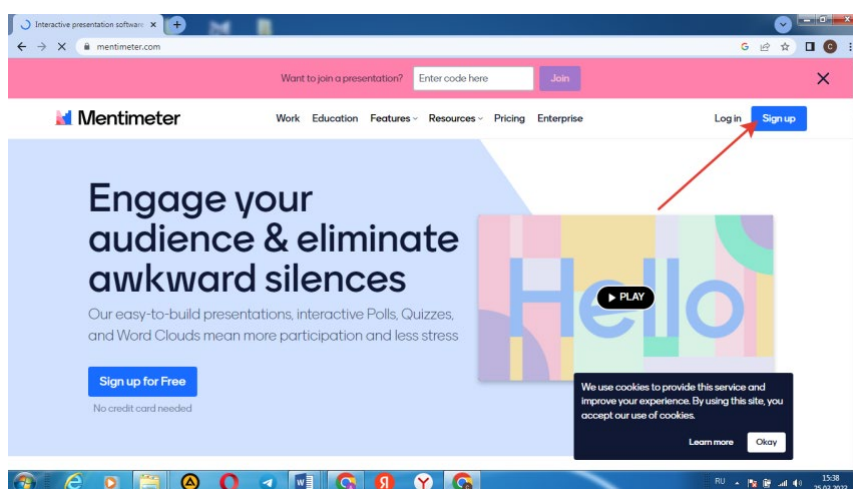 Interactive presentation software
mentimeter.com
Want to join a presentation? Enter code here Join
Mentimeter Work Education Features Resources Pricing Enterprise Log in Sign up
Engage your
audience & eliminate
awkward silences
Our easy-to-build presentations, interactive Polls, Quizzes,
and Word Clouds mean more participation and less stress
Sign up for Free
No credit card needed
Hello
PLAY
We use cookies to provide this service and
improve your experience. By using this site, you
accept our use of cookies.
Learn more Okay
RU 15:38
25.03.2022